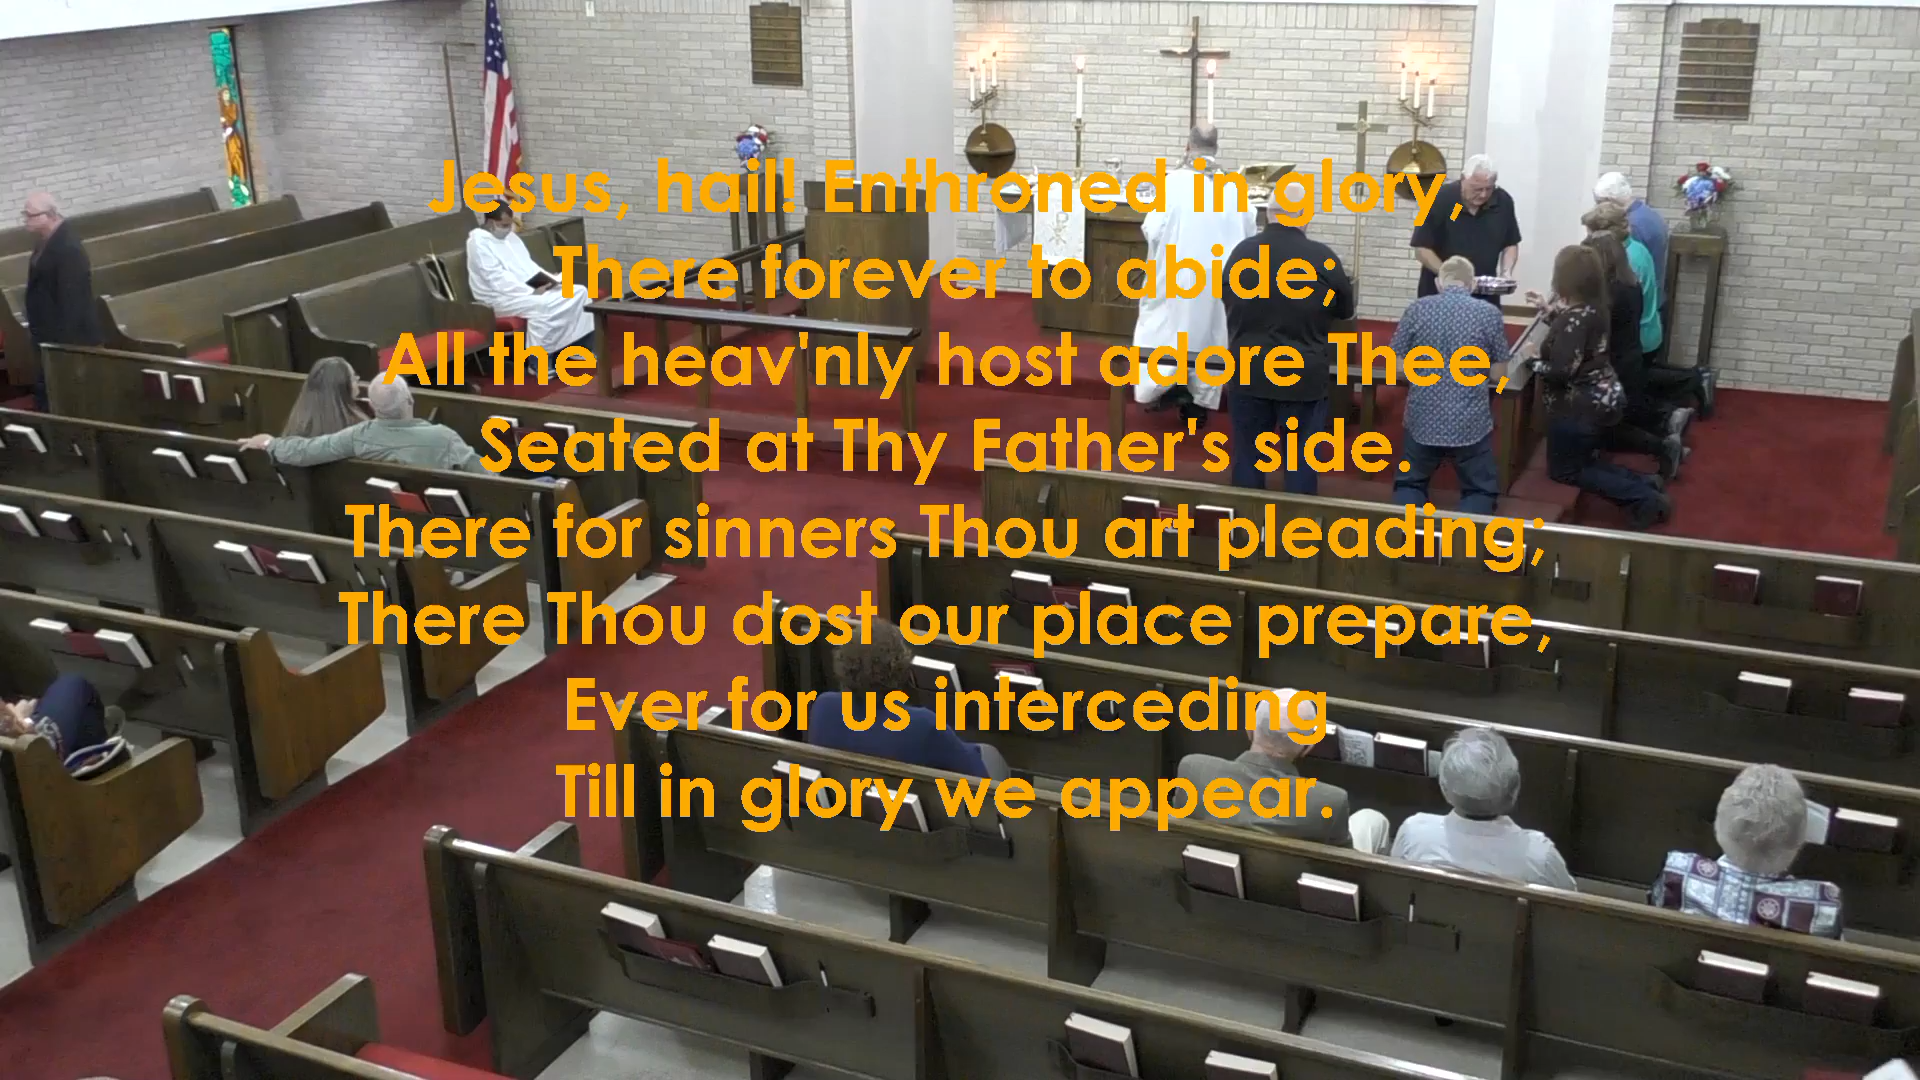 Jesus, hail! Enthroned in glory,
There forever to abide;
All the heav'nly host adore Thee,
Seated at Thy Father's side.
There for sinners Thou art pleading;
There Thou dost our place prepare,
Ever for us interceding
Till in glory we appear.